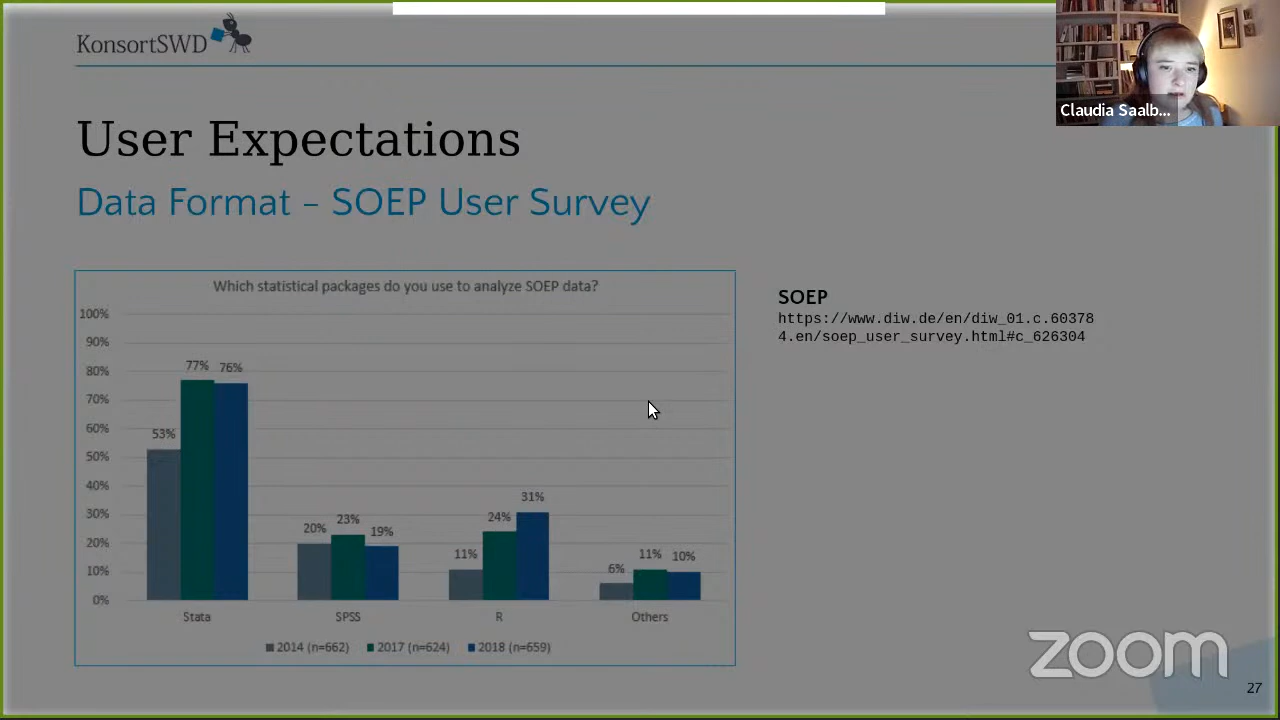 KonsortSWD
Claudia Saalb...
User Expectations
Data Format – SOEP User Survey
Which statistical packages do you use to analyze SOEP data?
100%
90%
80%
70%
60%
50%
40%
30%
20%
10%
0%
53%
77%
76%
20%
23%
19%
11%
24%
31%
6%
11%
10%
Stata
SPSS
R
Others
2014 (n=662)
2017 (n=624)
2018 (n=659)
SOEP
https://www.diw.de/en/diw_01.c.60378
4.en/soep_user_survey.html#c_626304
zoom
27